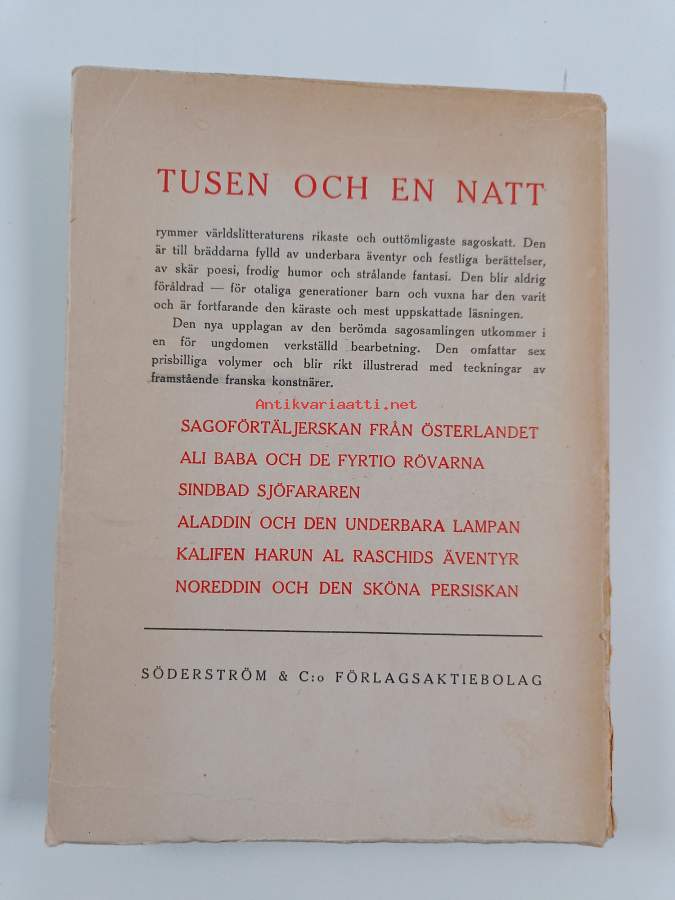 TUSEN OCH EN NATT
rymmer världslitteraturens rikaste och outtömligaste sagoskatt. Den
är till bräddarna fylld av underbara äventyr och festliga berättelser,
av skär poesi, frodig humor och strålande fantasi. Den blir aldrig
föråldrad — för otaliga generationer barn och vuxna har den varit
och är fortfarande den käraste och mest uppskattade läsningen.
Den nya upplagan av den berömda sagosamlingen utkommer i
en för ungdomen verkställd bearbetning. Den omfattar sex
prisbilliga volymer och blir rikt illustrerad med teckningar av
framstående franska konstnärer.
Antikvariaatti.net
SAGOFÖRTÄLJERSKAN FRÅN ÖSTERLANDET
ALI BABA OCH DE FYRTIO RÖVARNA
SINDBAD SJÖFARAREN
ALADDIN OCH DEN UNDERBARA LAMPAN
KALIFEN HARUN AL RASCHIDS ÄVENTYR
NOREDDIN OCH DEN SKÖNA PERSISKAN
SÖDERSTRÖM & C:o FÖRLAGSAKTIEBOLAG